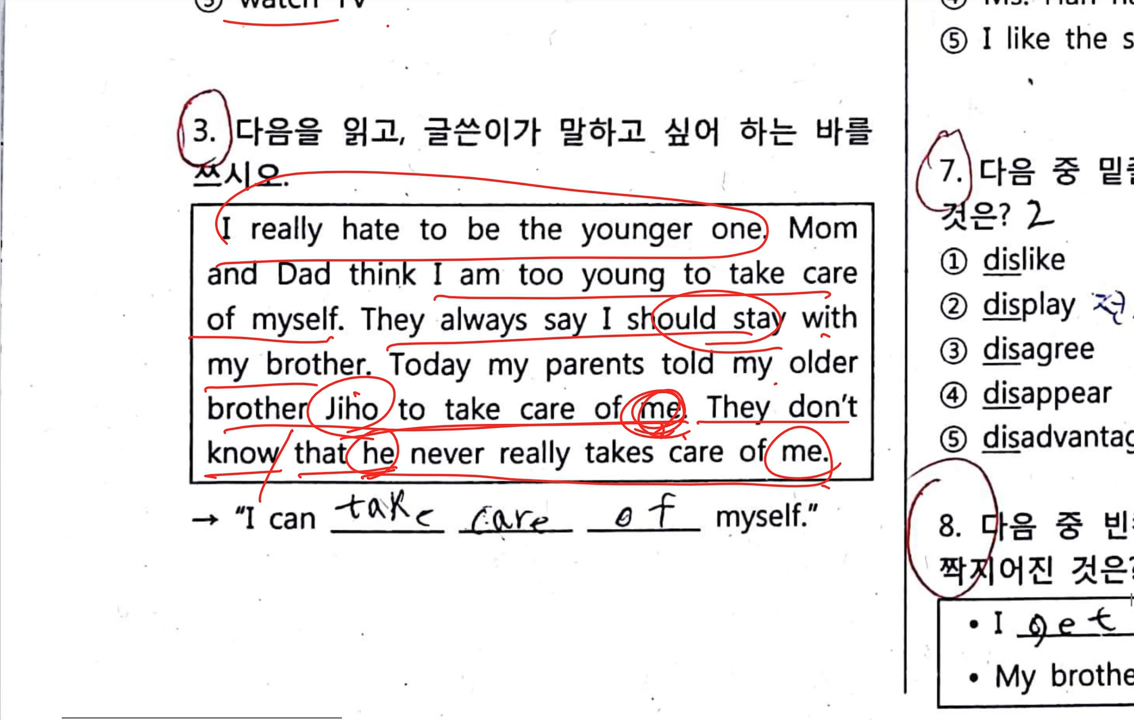 ⑤ watch TV
3. 다음을 읽고, 글쓴이가 말하고 싶어 하는 바를
쓰시오.
I really hate to be the younger one. Mom
and Dad think I am too young to take care
of myself. They always say I should stay with
my brother. Today my parents told my older
brother Jiho to take care of me. They don't
know that he never really takes care of me.
→ "I can take care of myself."
⑤ I like the s
7. 다음 중
것은? 2
① dislike
② display 전
③ disagree
④ disappear
⑤ disadvantag
8. 다음 중 빈
짝지어진 것은?
• I get
• My brothe